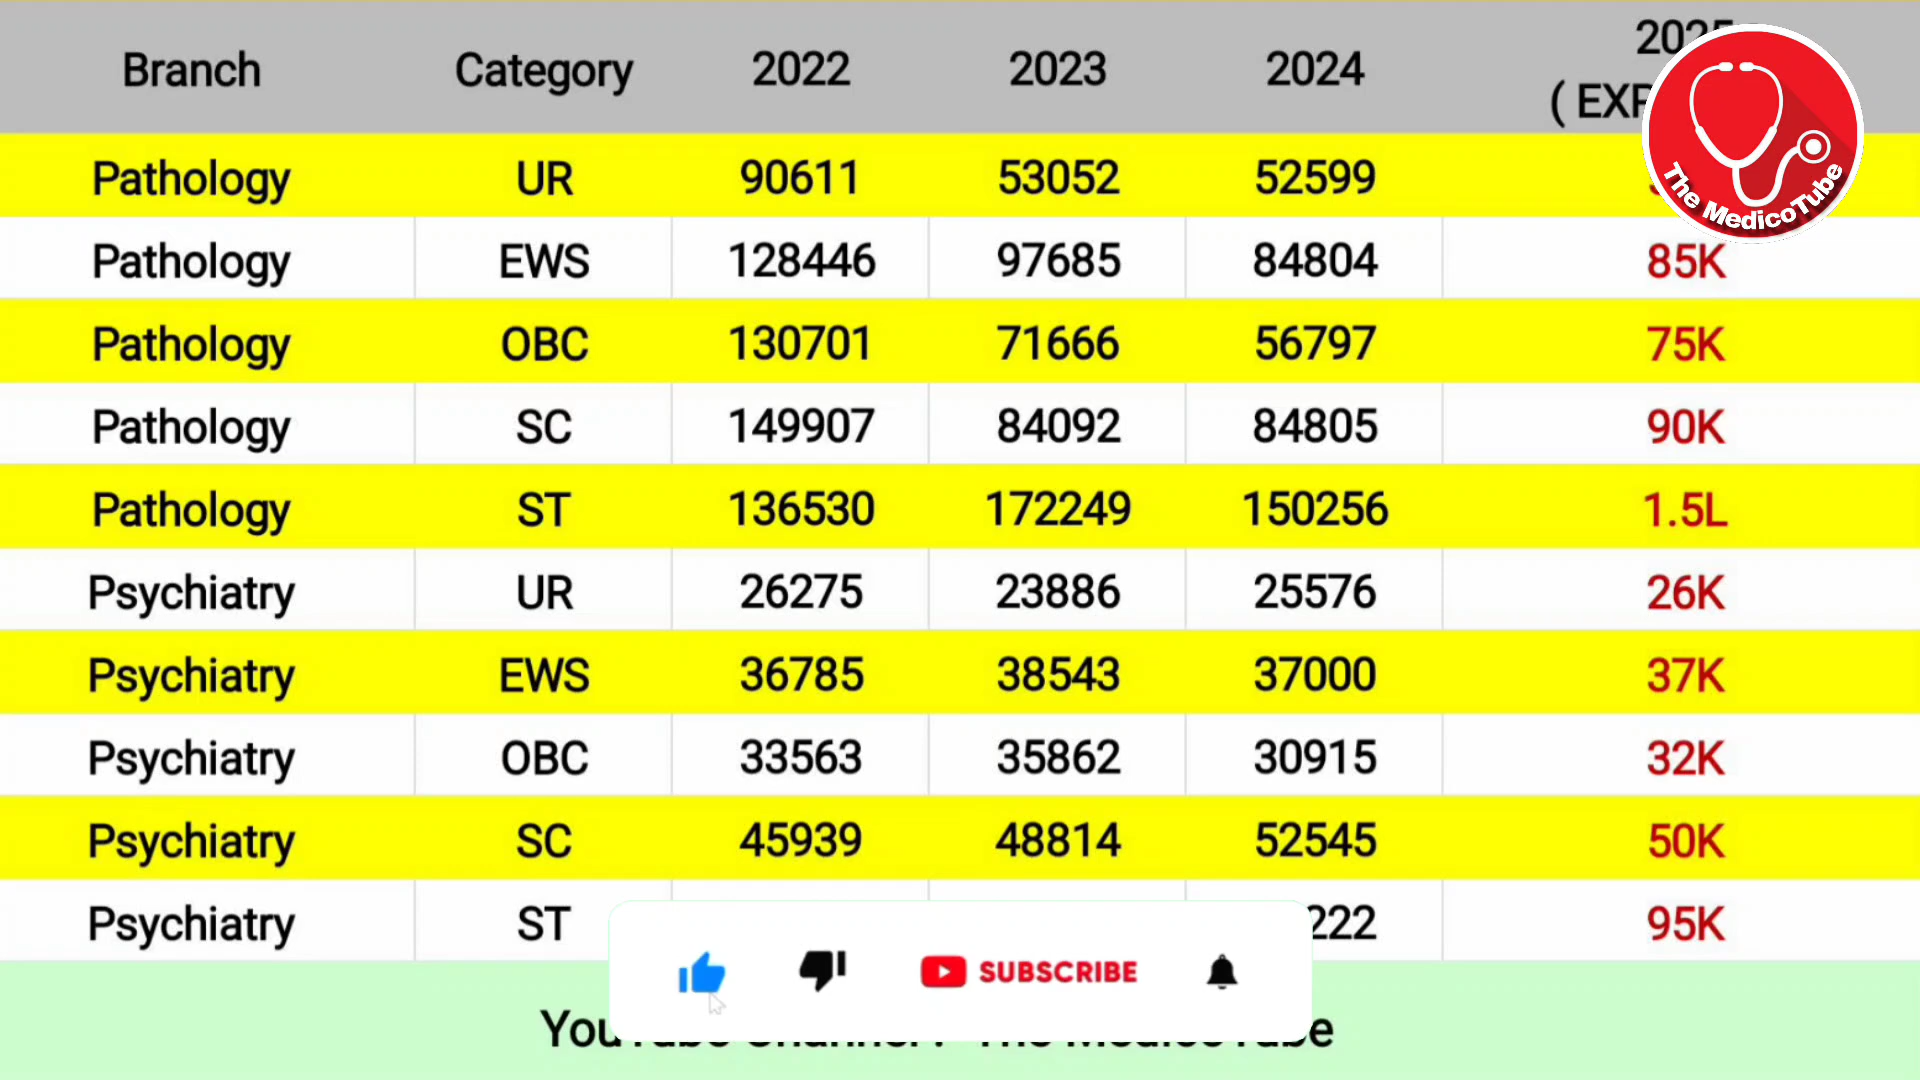 Branch Category 2022 2023 2024
Pathology UR 90611 53052 52599
Pathology EWS 128446 97685 84804 85K
Pathology OBC 130701 71666 56797 75K
Pathology SC 149907 84092 84805 90K
Pathology ST 136530 172249 150256 1.5L
Psychiatry UR 26275 23886 25576 26K
Psychiatry EWS 36785 38543 37000 37K
Psychiatry OBC 33563 35862 30915 32K
Psychiatry SC 45939 48814 52545 50K
Psychiatry ST 95K
The MedicoTube
SUBSCRIBE